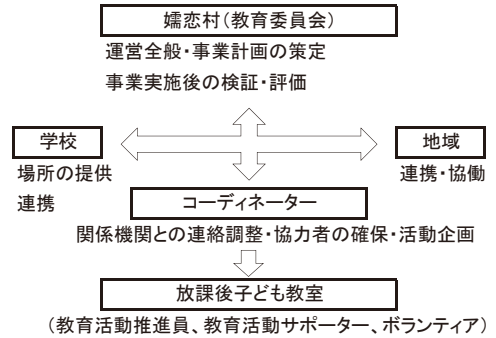 嬬恋村（教育委員会）
運営全般・事業計画の策定
事業実施後の検証・評価
学校
場所の提供
連携
地域
連携・協働
コーディネーター
関係機関との連絡調整・協力者の確保・活動企画
放課後子ども教室
（教育活動推進員、教育活動サポーター、ボランティア）